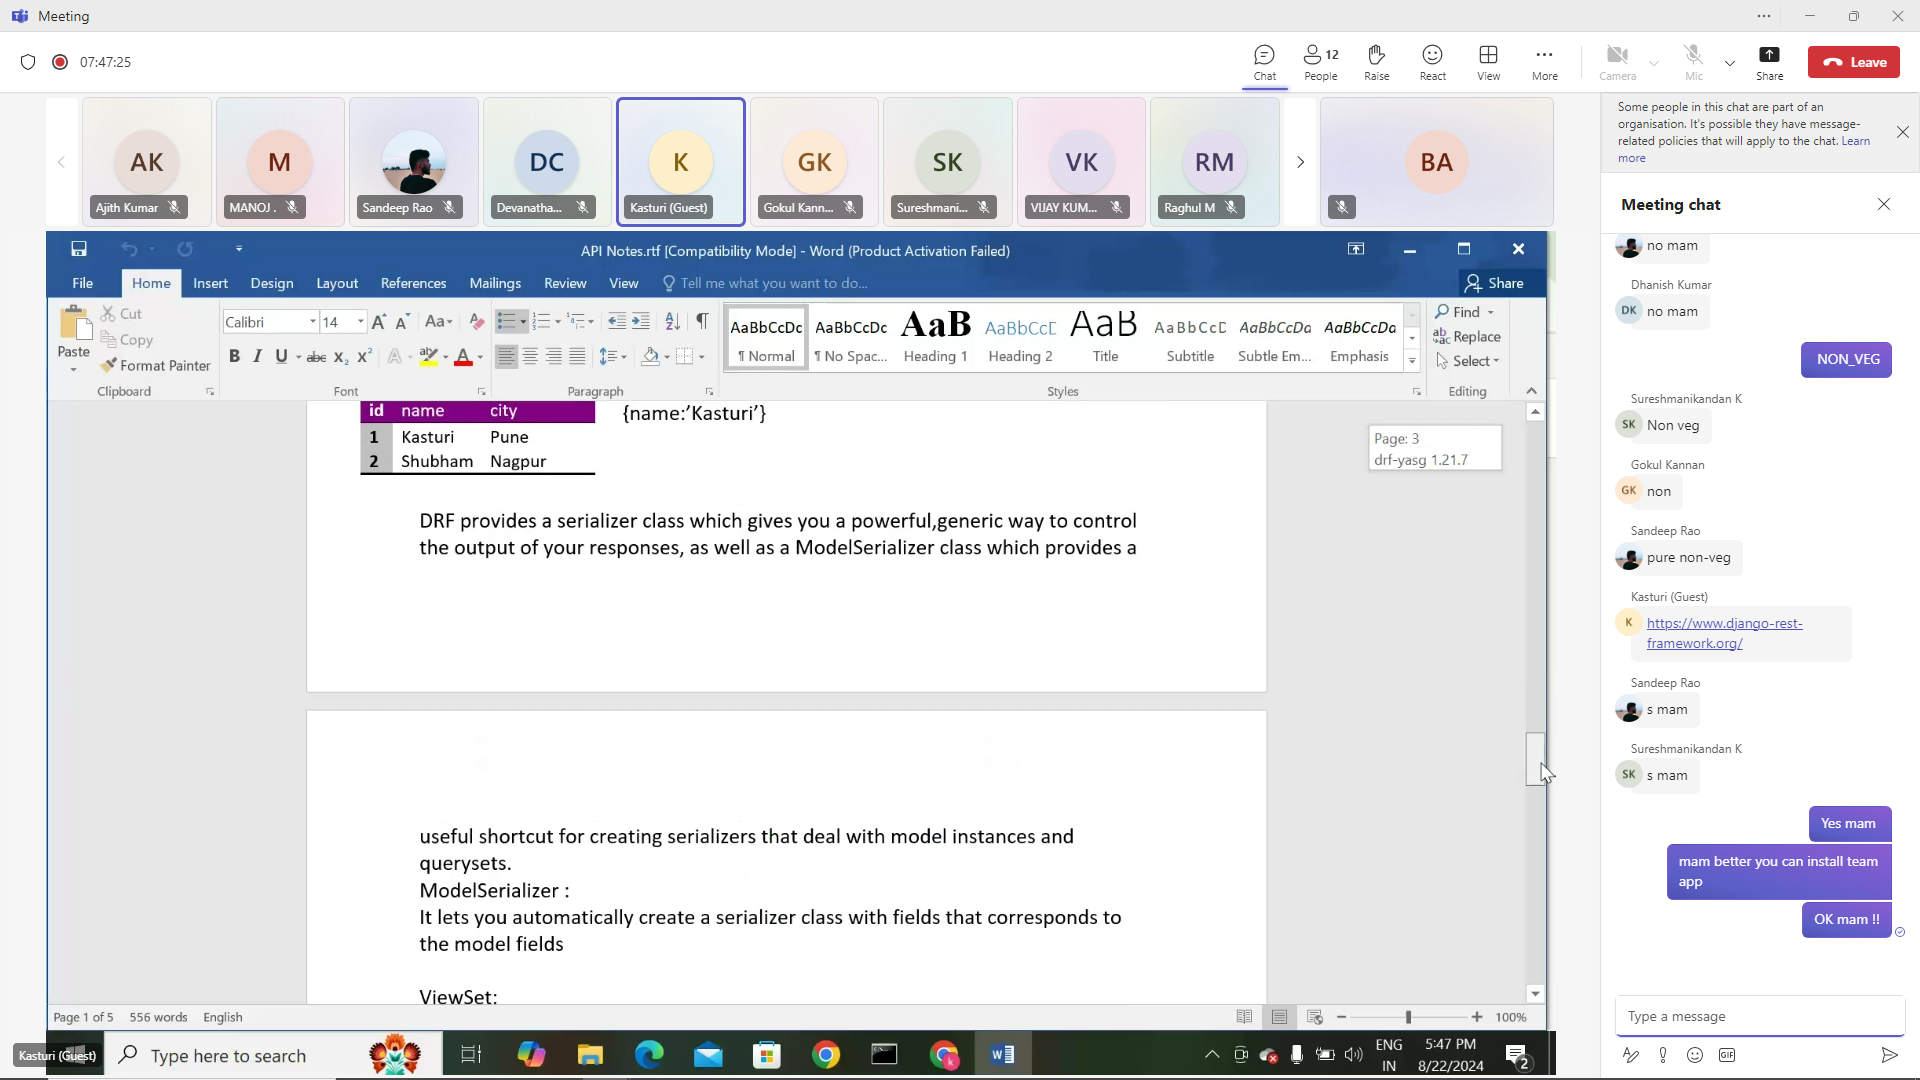 Meeting
07:47:25
Chat
12
People
Raise
React
View
More
Camera
Mic
Share
Leave
AK
Ajith Kumar
M
MANOJ .
Sandeep Rao
DC
Devanatha...
K
Kasturi (Guest)
GK
Gokul Kann...
SK
Sureshmani...
VK
VIJAY KUM...
RM
Raghul M
BA
Some people in this chat are part of an
organisation. It's possible they have message-
related policies that will apply to the chat. Learn
more
Meeting chat
no mam
Dhanish Kumar
DK
no mam
NON_VEG
Sureshmanikandan K
SK
Non veg
Gokul Kannan
GK
non
Sandeep Rao
pure non-veg
Kasturi (Guest)
K
https://www.django-rest-
framework.org/
Sandeep Rao
s mam
Sureshmanikandan K
SK
s mam
Yes mam
mam better you can install team
app
OK mam !!
Type a message
GIF
API Notes.rtf [Compatibility Mode] - Word (Product Activation Failed)
File
Home
Insert
Design
Layout
References
Mailings
Review
View
Tell me what you want to do...
Share
Paste
Cut
Copy
Format Painter
Clipboard
Calibri
14
Font
Paragraph
AaBbCcDc
¶ Normal
AaBbCcDc
¶ No Spac...
AaB
Heading 1
AaBbCcE
Heading 2
AaB
Title
AaBbCcD
Subtitle
AaBbCcDa
Subtle Em...
AaBbCcDa
Emphasis
Styles
Find
Replace
Select
Editing
id name city
1 Kasturi Pune
2 Shubham Nagpur
{name:’Kasturi’}
Page: 3
drf-yasg 1.21.7
DRF provides a serializer class which gives you a powerful,generic way to control
the output of your responses, as well as a ModelSerializer class which provides a
useful shortcut for creating serializers that deal with model instances and
querysets.
ModelSerializer :
It lets you automatically create a serializer class with fields that corresponds to
the model fields
ViewSet:
Page 1 of 5
556 words
English
100%
Kasturi (Guest)
Type here to search
ENG
IN
5:47 PM
8/22/2024
2